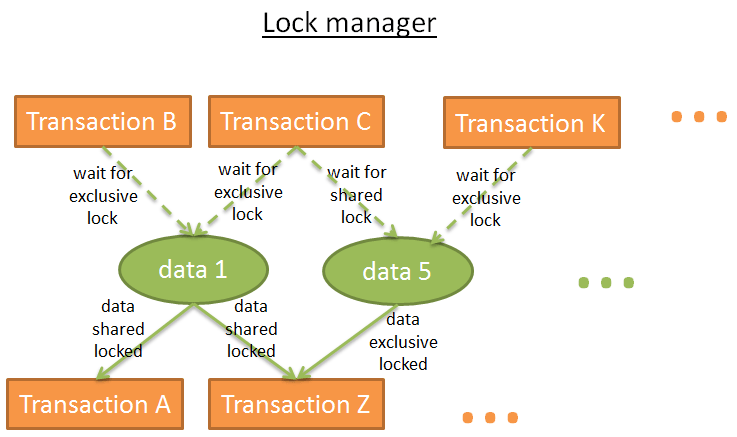 Lock manager
Transaction B
Transaction C
Transaction K
wait for
exclusive
lock
wait for
exclusive
lock
wait for
shared
lock
wait for
exclusive
lock
data 1
data 5
data
shared
locked
data
shared
locked
data
exclusive
locked
Transaction A
Transaction Z